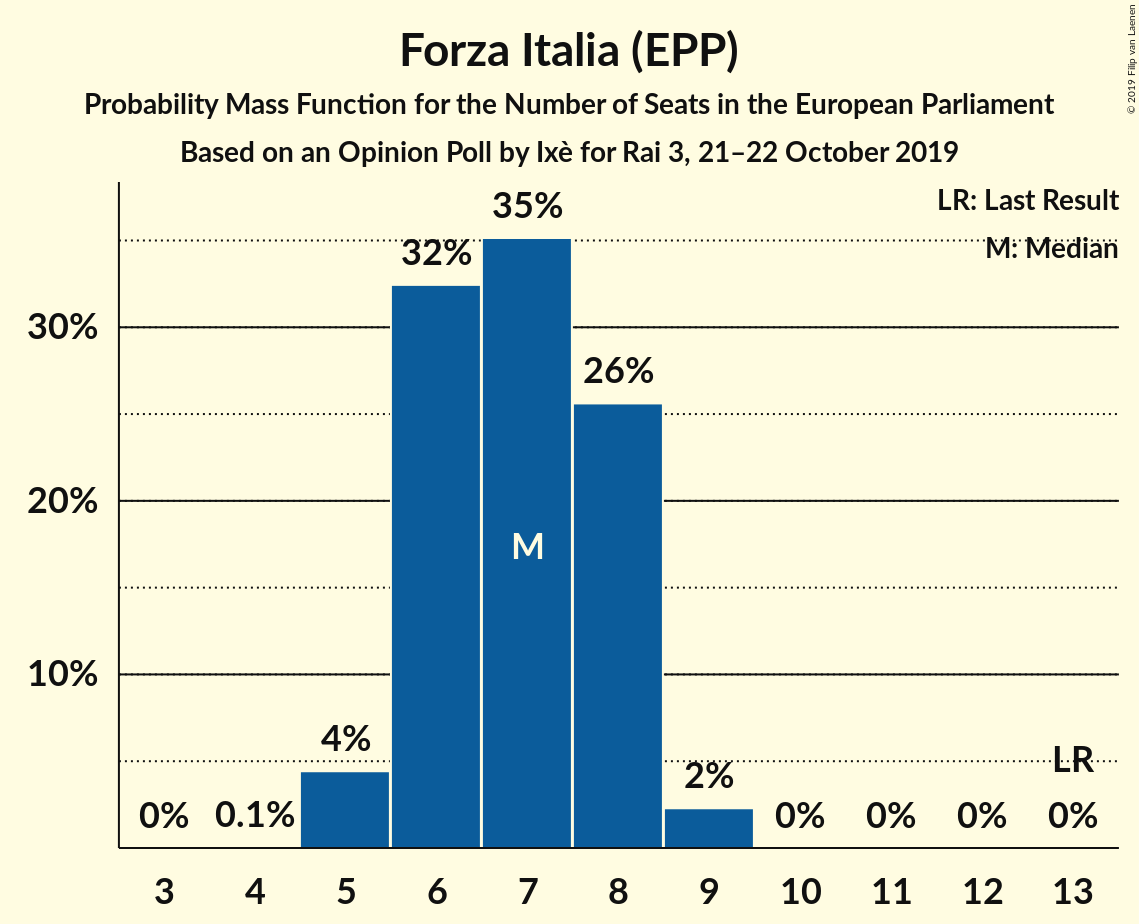 Forza Italia (EPP)
Probability Mass Function for the Number of Seats in the European Parliament
Based on an Opinion Poll by Ixè for Rai 3, 21–22 October 2019
© 2019 Filip van Laenen
LR: Last Result
M: Median
35%
32%
30%
26%
20%
M
10%
4%
2%
LR
0% 0.1% 0% 0% 0% 0%
3 4 5 6 7 8 9 10 11 12 13